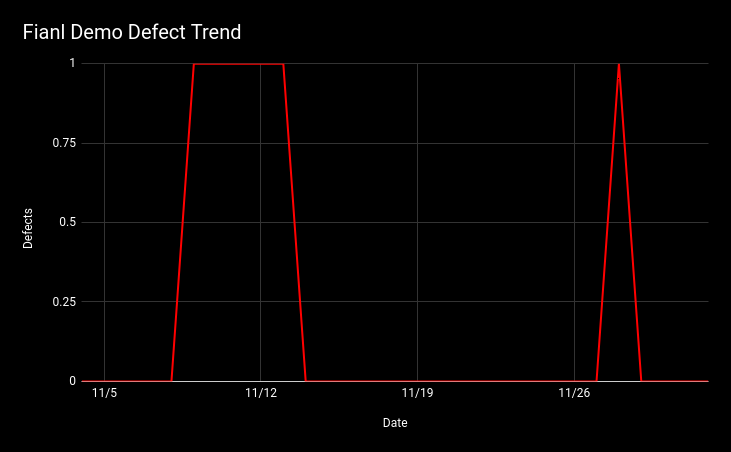 Fianl Demo Defect Trend
1
0.75
0.5
0.25
0
Defects
11/5 11/12 11/19 11/26
Date